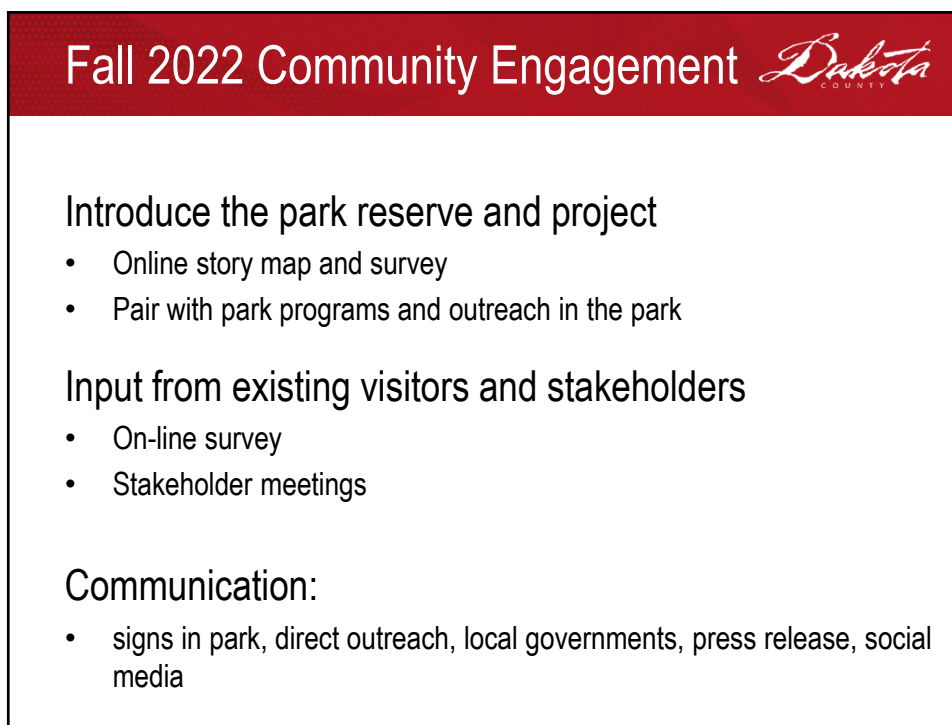 Fall 2022 Community Engagement
Dakota
COUNTY
Introduce the park reserve and project
• Online story map and survey
• Pair with park programs and outreach in the park
Input from existing visitors and stakeholders
• On-line survey
• Stakeholder meetings
Communication:
• signs in park, direct outreach, local governments, press release, social
media